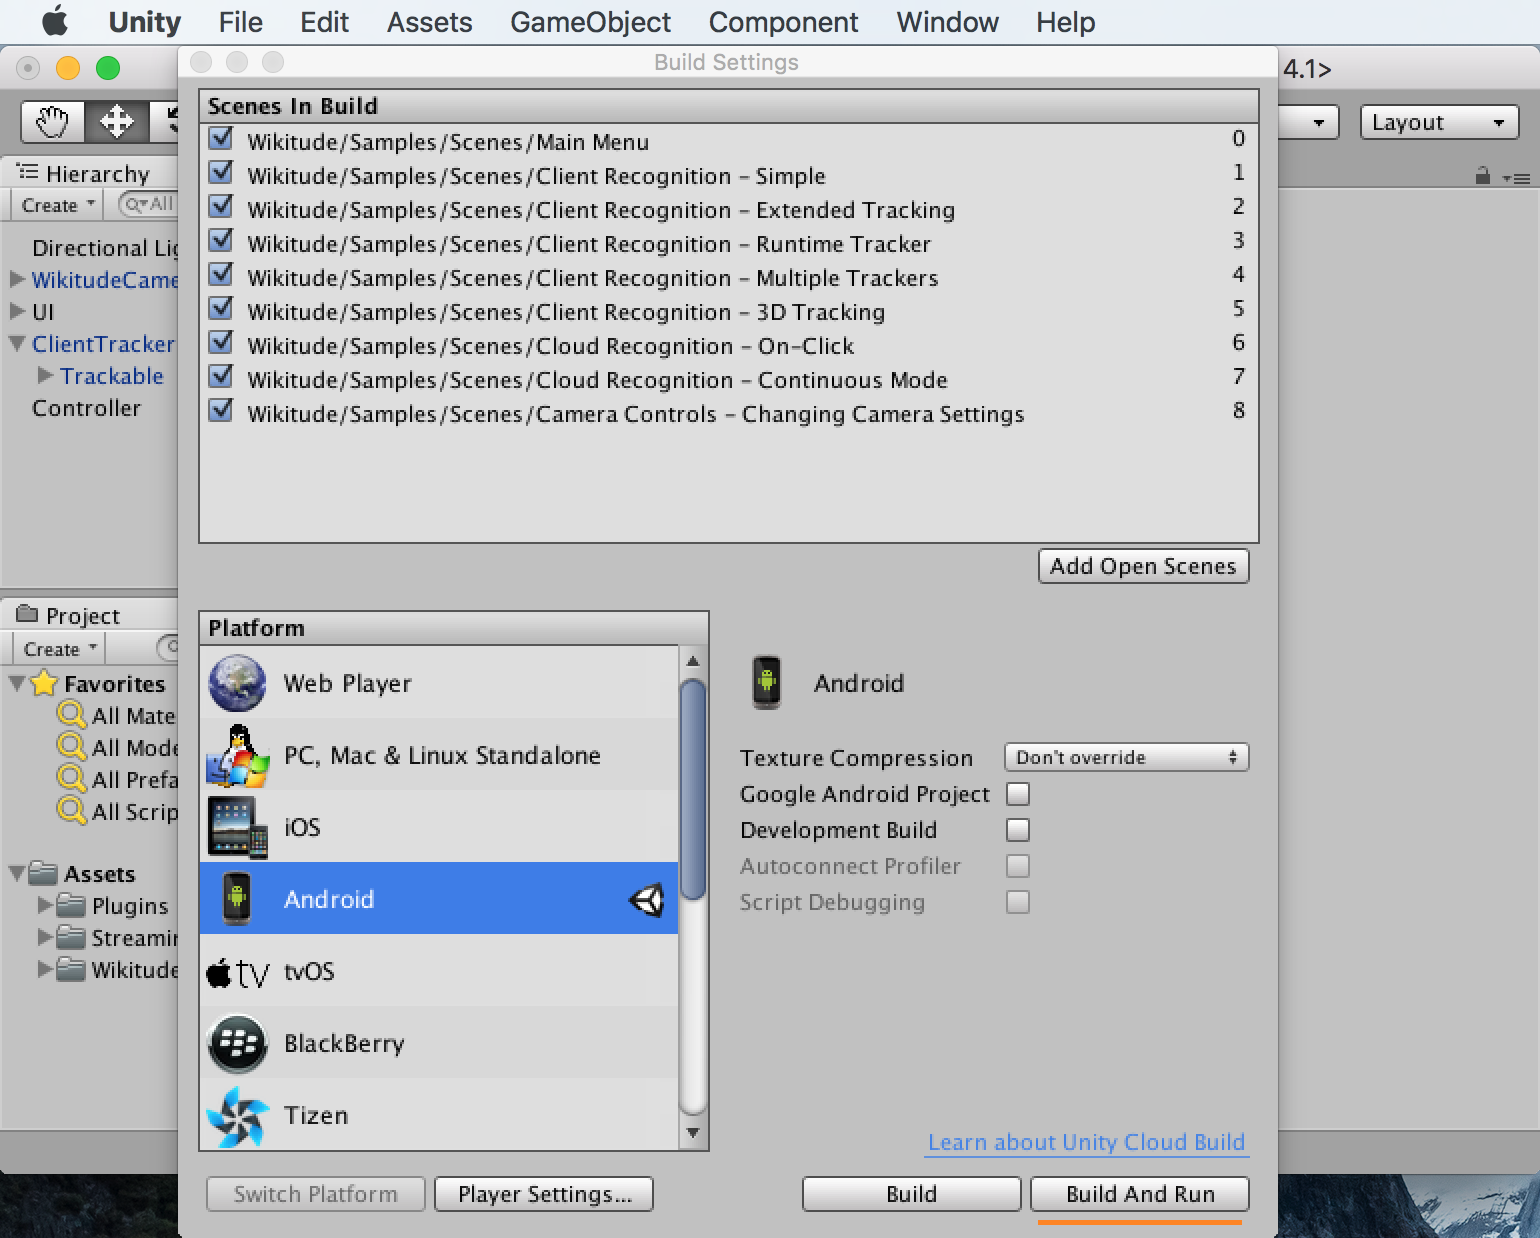 Unity File Edit Assets GameObject Component Window Help
Build Settings
4.1>
Layout
Hierarchy
Create
All
Directional Lig
WikitudeCame
UI
ClientTracker
Trackable
Controller
Project
Create
Favorites
All Mate
All Mode
All Prefa
All Scrip
Assets
Plugins
Streamin
Wikitude
Scenes In Build
Wikitude/Samples/Scenes/Main Menu 0
Wikitude/Samples/Scenes/Client Recognition - Simple 1
Wikitude/Samples/Scenes/Client Recognition - Extended Tracking 2
Wikitude/Samples/Scenes/Client Recognition - Runtime Tracker 3
Wikitude/Samples/Scenes/Client Recognition - Multiple Trackers 4
Wikitude/Samples/Scenes/Client Recognition - 3D Tracking 5
Wikitude/Samples/Scenes/Cloud Recognition - On-Click 6
Wikitude/Samples/Scenes/Cloud Recognition - Continuous Mode 7
Wikitude/Samples/Scenes/Camera Controls - Changing Camera Settings 8
Add Open Scenes
Platform
Web Player
PC, Mac & Linux Standalone
iOS
Android
tv tvOS
BlackBerry
Tizen
Android
Texture Compression Don't override
Google Android Project
Development Build
Autoconnect Profiler
Script Debugging
Learn about Unity Cloud Build
Switch Platform Player Settings... Build Build And Run